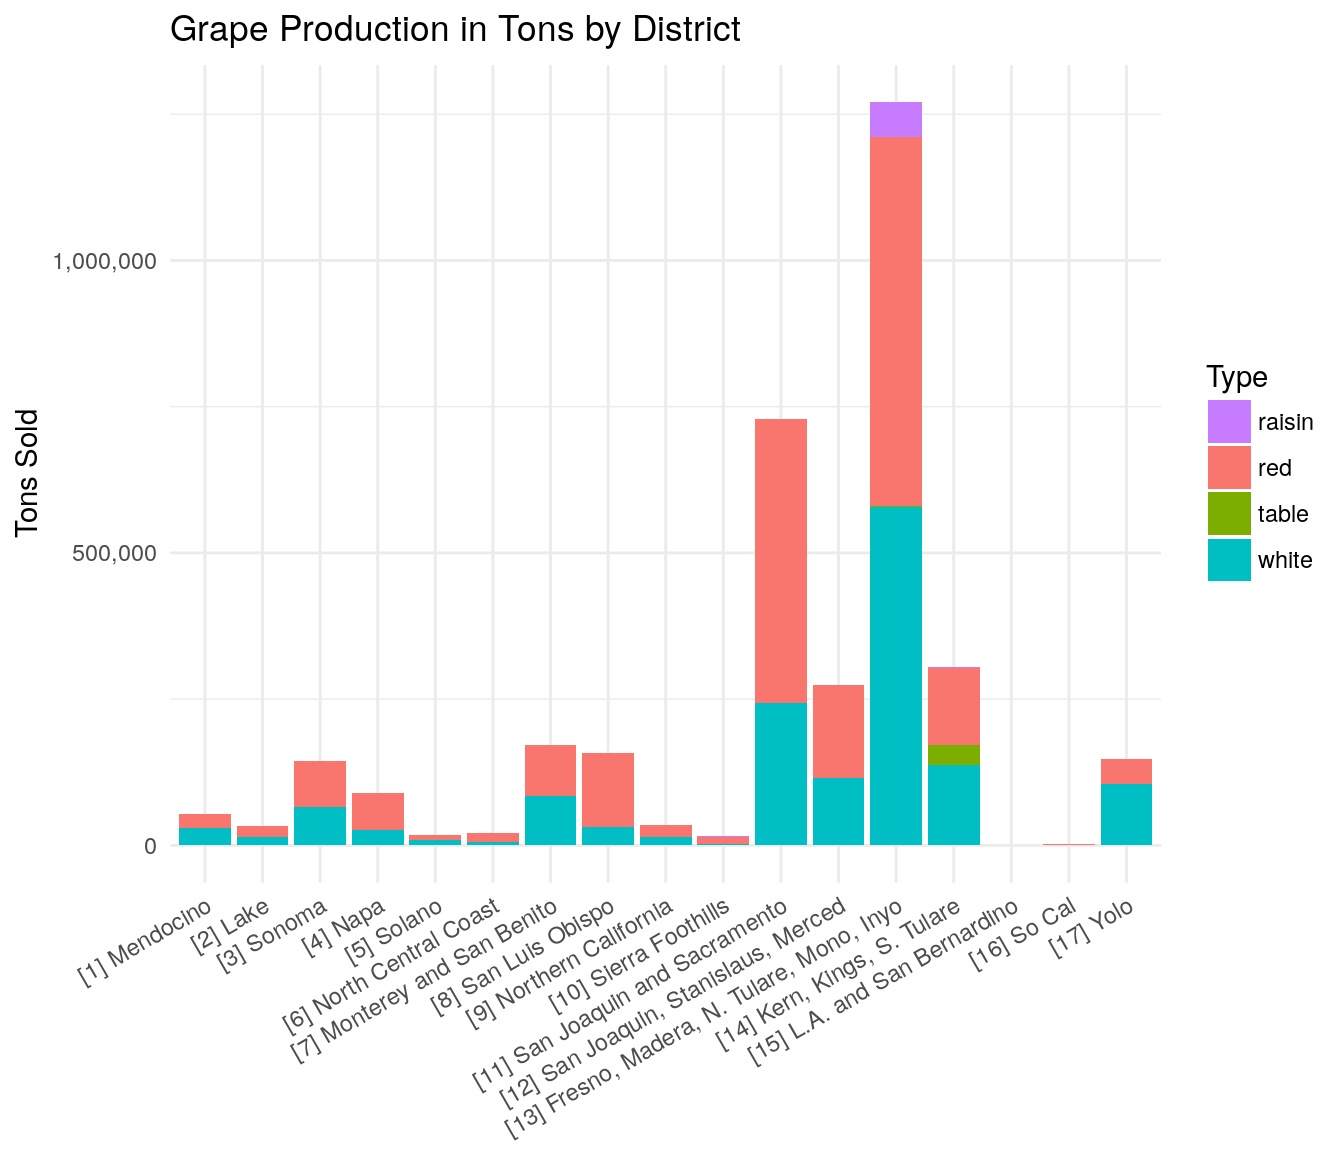 Grape Production in Tons by District
Tons Sold
1,000,000
500,000
0
[1] Mendocino
[2] Lake
[3] Sonoma
[4] Napa
[5] Solano
[6] North Central Coast
[7] Monterey and San Benito
[8] San Luis Obispo
[9] Northern California
[10] Sierra Foothills
[11] San Joaquin and Sacramento
[12] San Joaquin, Stanislaus, Merced
[13] Fresno, Madera, N. Tulare, Mono, Inyo
[14] Kern, Kings, S. Tulare
[15] L.A. and San Bernardino
[16] So Cal
[17] Yolo
Type
raisin
red
table
white